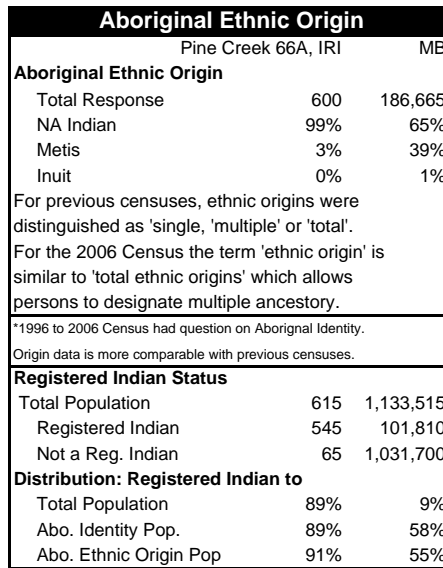 Aboriginal Ethnic Origin
Pine Creek 66A, IRI MB
Aboriginal Ethnic Origin
Total Response 600 186,665
NA Indian 99% 65%
Metis 3% 39%
Inuit 0% 1%
For previous censuses, ethnic origins were
distinguished as 'single, 'multiple' or 'total'.
For the 2006 Census the term 'ethnic origin' is
similar to 'total ethnic origins' which allows
persons to designate multiple ancestory.
*1996 to 2006 Census had question on Aborignal Identity.
Origin data is more comparable with previous censuses.
Registered Indian Status
Total Population 615 1,133,515
Registered Indian 545 101,810
Not a Reg. Indian 65 1,031,700
Distribution: Registered Indian to
Total Population 89% 9%
Abo. Identity Pop. 89% 58%
Abo. Ethnic Origin Pop 91% 55%